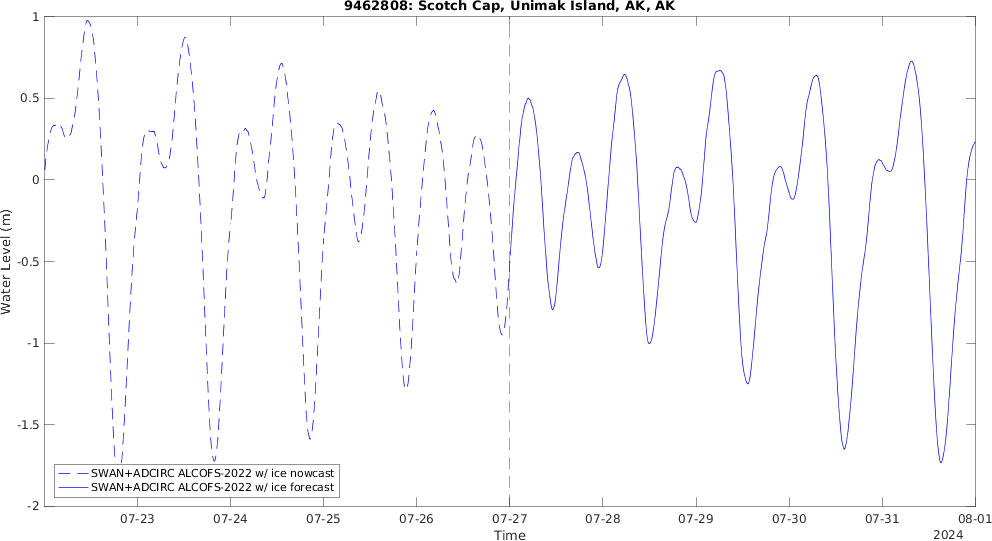 9462808: Scotch Cap, Unimak Island, AK, AK
1
0.5
0
-0.5
-1
-1.5
-2
Water Level (m)
SWAN+ADCIRC ALCOFS-2022 w/ ice nowcast
SWAN+ADCIRC ALCOFS-2022 w/ ice forecast
07-23 07-24 07-25 07-26 07-27 07-28 07-29 07-30 07-31 08-01
Time
2024